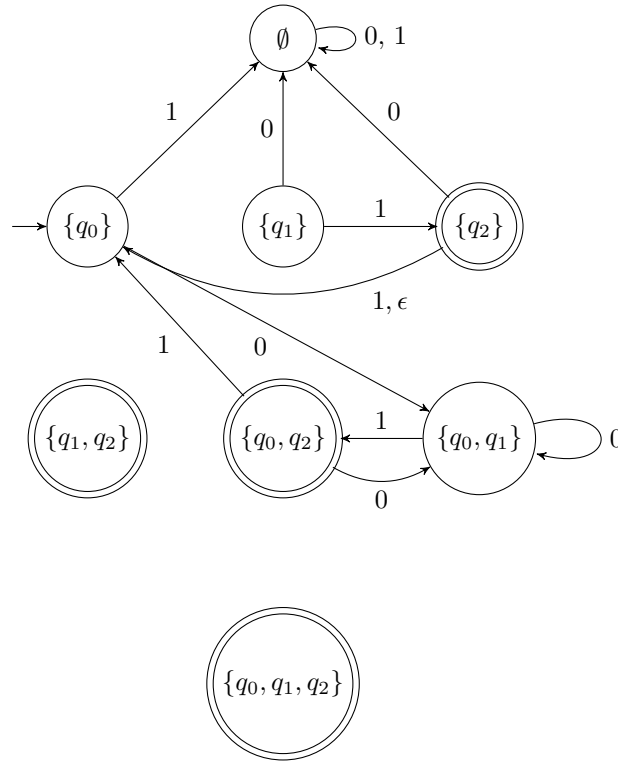 ∅ 0, 1
1 0 0
{q₀} {q₁} 1 {q₂}
1, ϵ
1 0
{q₁, q₂} {q₀, q₂} 1 {q₀, q₁} 0
0
{q₀, q₁, q₂}